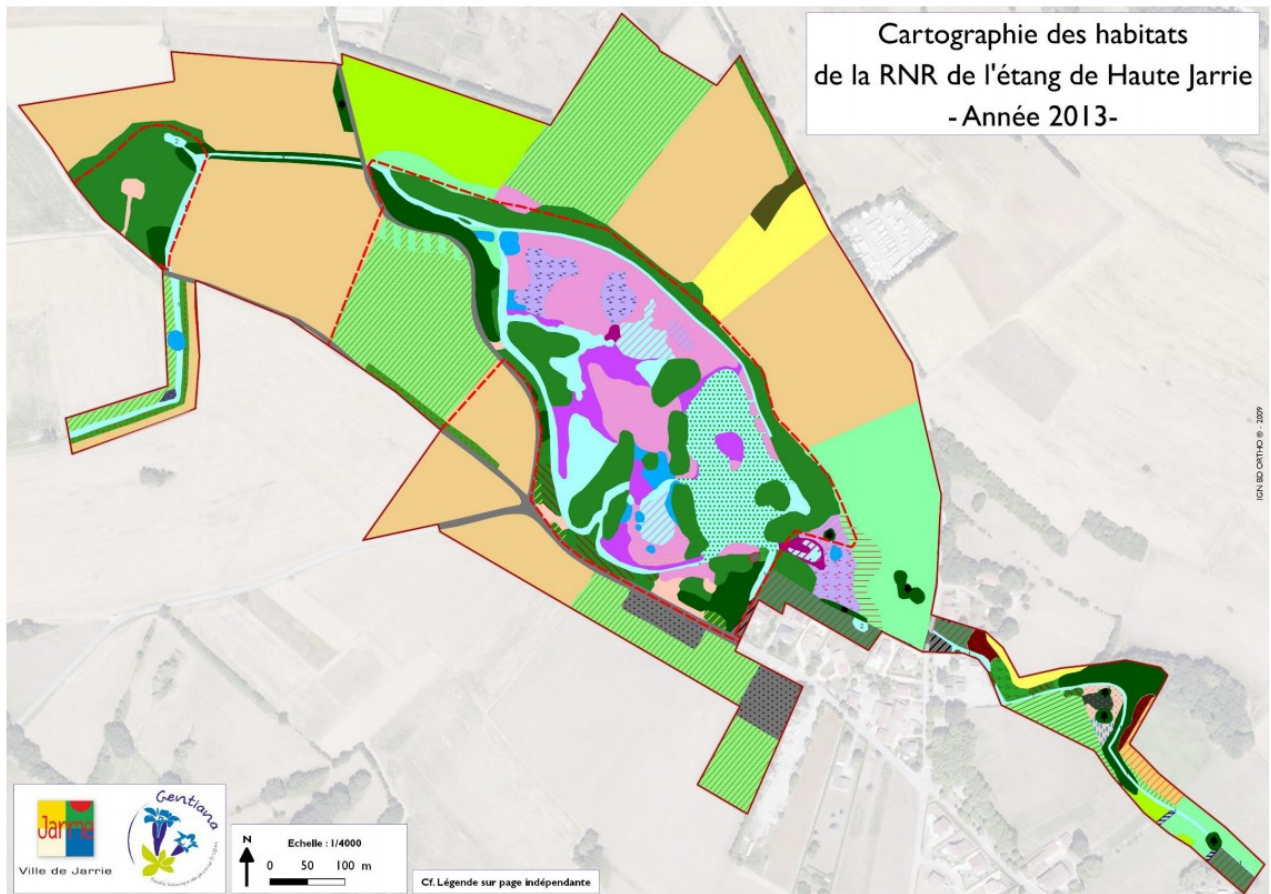 Cartographie des habitats
de la RNR de l'étang de Haute Jarrie
- Année 2013-
IGN BD ORTHO ® - 2009
Jarrie
Ville de Jarrie
Gentiana
N
Echelle : 1/4000
0 50 100 m
Cf. Légende sur page indépendante